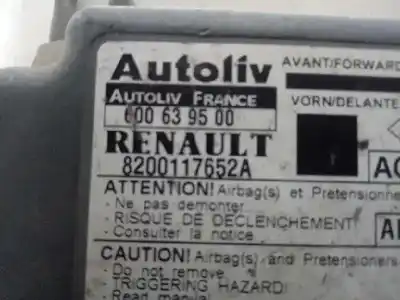 Autoliv
AVANT/FORWARD
AUTOLIV FRANCE
VORN/DELANTE
600 63 95 00
RENAULT
8200117652A
ATTENTION! Airbag(s) et Pretensionne
- Ne pas demonter
- RISQUE DE DECLENCHEMENT
- Consulter la notice
CAUTION! Airbag(s) and Pretensioners
- Do not remove
- TRIGGERING HAZARD!
- Read manual